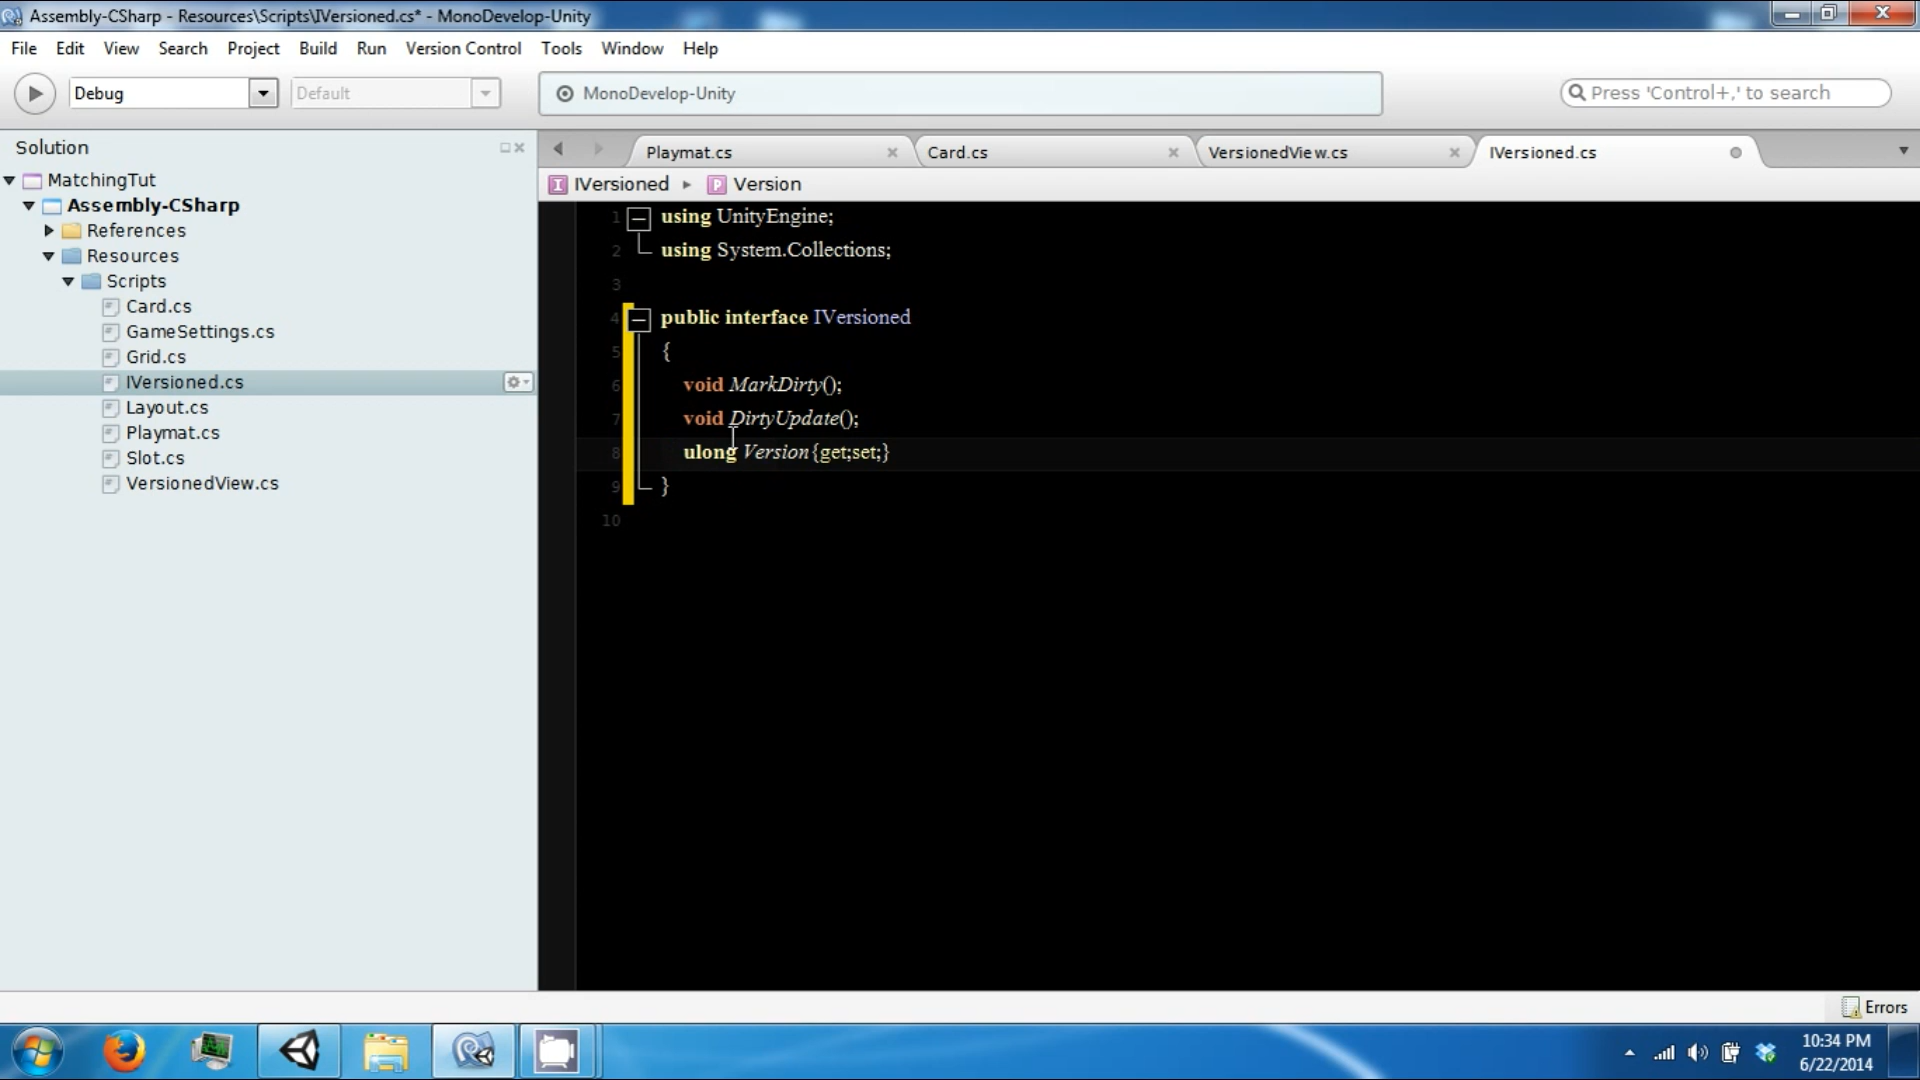 Assembly-CSharp - Resources\Scripts\IVersioned.cs* - MonoDevelop-Unity
File Edit View Search Project Build Run Version Control Tools Window Help
Debug Default MonoDevelop-Unity Press 'Control+,' to search
Solution
MatchingTut
Assembly-CSharp
References
Resources
Scripts
Card.cs
GameSettings.cs
Grid.cs
IVersioned.cs
Layout.cs
Playmat.cs
Slot.cs
VersionedView.cs
Playmat.cs Card.cs VersionedView.cs IVersioned.cs
IVersioned Version
1 using UnityEngine;
2 using System.Collections;
3
4 public interface IVersioned
5 {
6 void MarkDirty();
7 void DirtyUpdate();
8 ulong Version{get;set;}
9 }
10
Errors
10:34 PM
6/22/2014